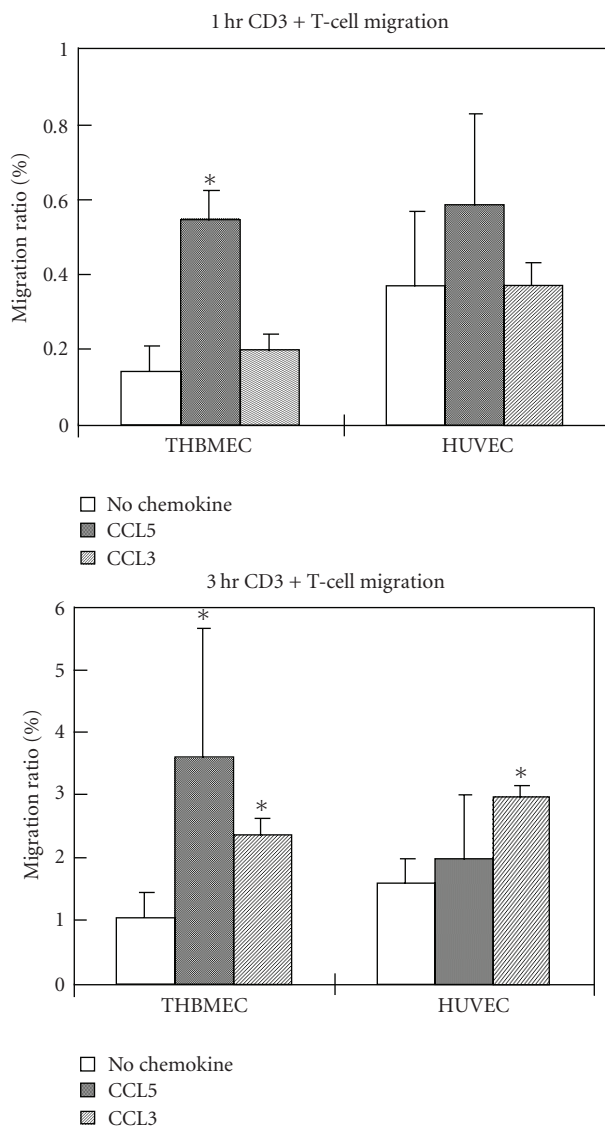 1 hr CD3 + T-cell migration
1
0.8
0.6
0.4
0.2
0
Migration ratio (%)
*
THBMEC
HUVEC
No chemokine
CCL5
CCL3
3 hr CD3 + T-cell migration
6
5
4
3
2
1
0
Migration ratio (%)
*
*
*
THBMEC
HUVEC
No chemokine
CCL5
CCL3